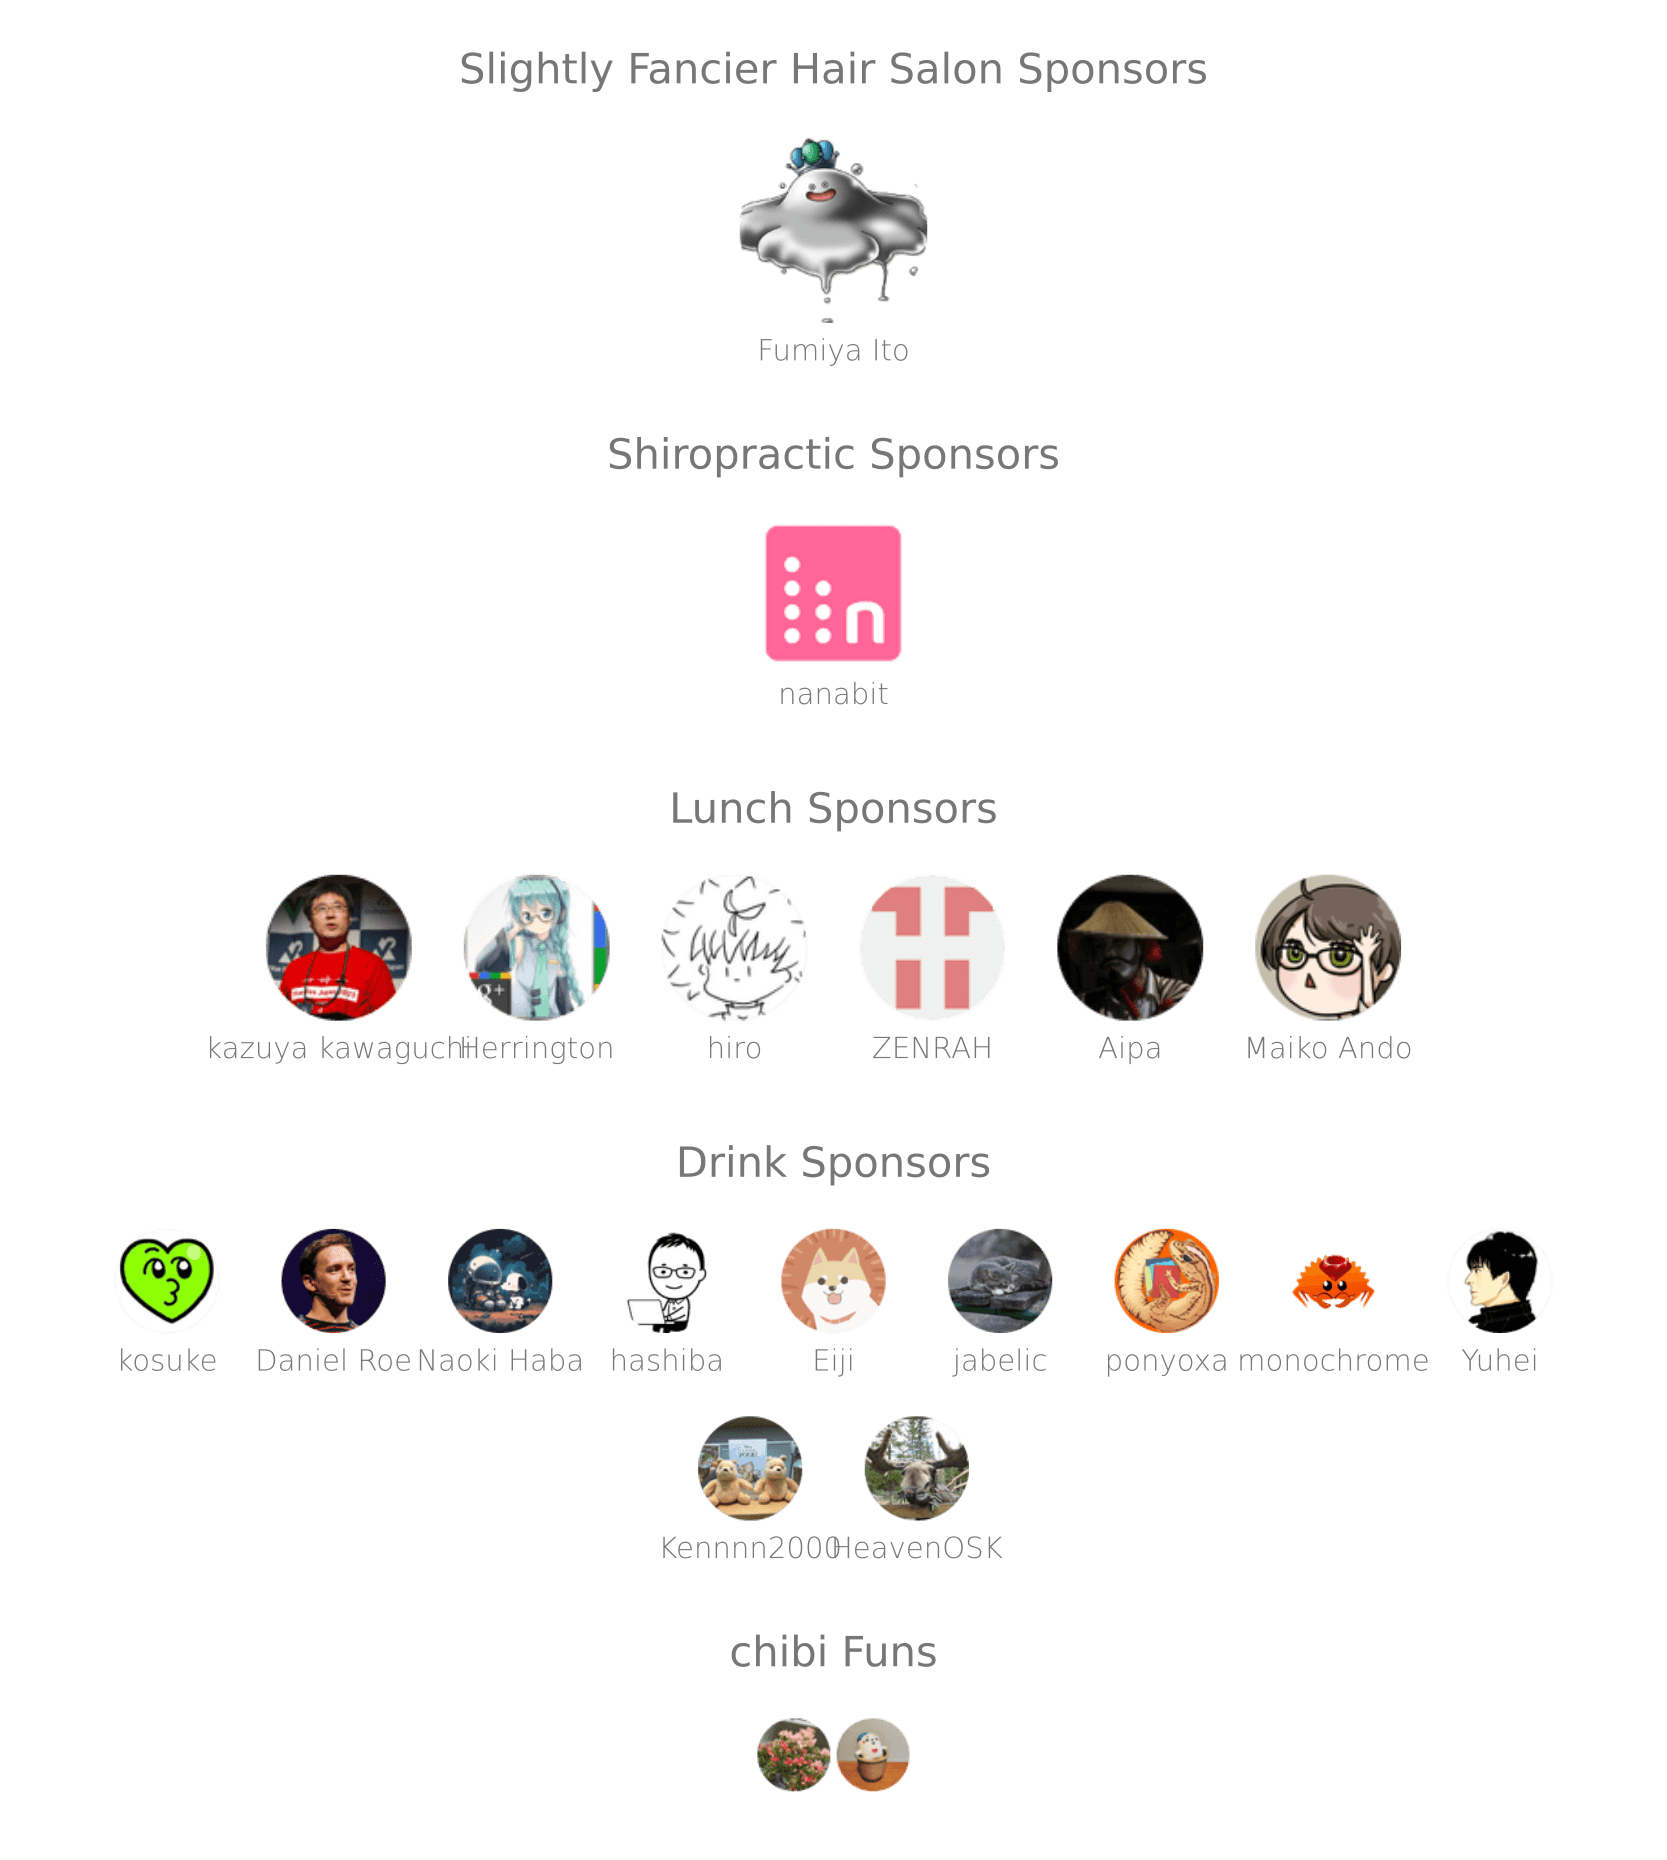 Slightly Fancier Hair Salon Sponsors
Fumiya Ito
Shiropractic Sponsors
n
nanabit
Lunch Sponsors
g+
kazuya kawaguchi Herrington hiro ZENRAH Aipa Maiko Ando
Drink Sponsors
kosuke Daniel Roe Naoki Haba hashiba Eiji jabelic ponyoxa monochrome Yuhei
Kennnn2000 HeavenOSK
chibi Funs